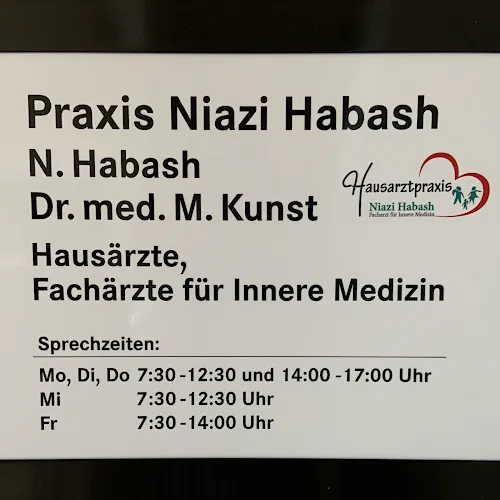 Praxis Niazi Habash
N. Habash
Dr. med. M. Kunst
Hausarztpraxis
Niazi Habash
Facharzt für Innere Medizin
Hausärzte,
Fachärzte für Innere Medizin
Sprechzeiten:
Mo, Di, Do 7:30-12:30 und 14:00-17:00 Uhr
Mi 7:30-12:30 Uhr
Fr 7:30-14:00 Uhr